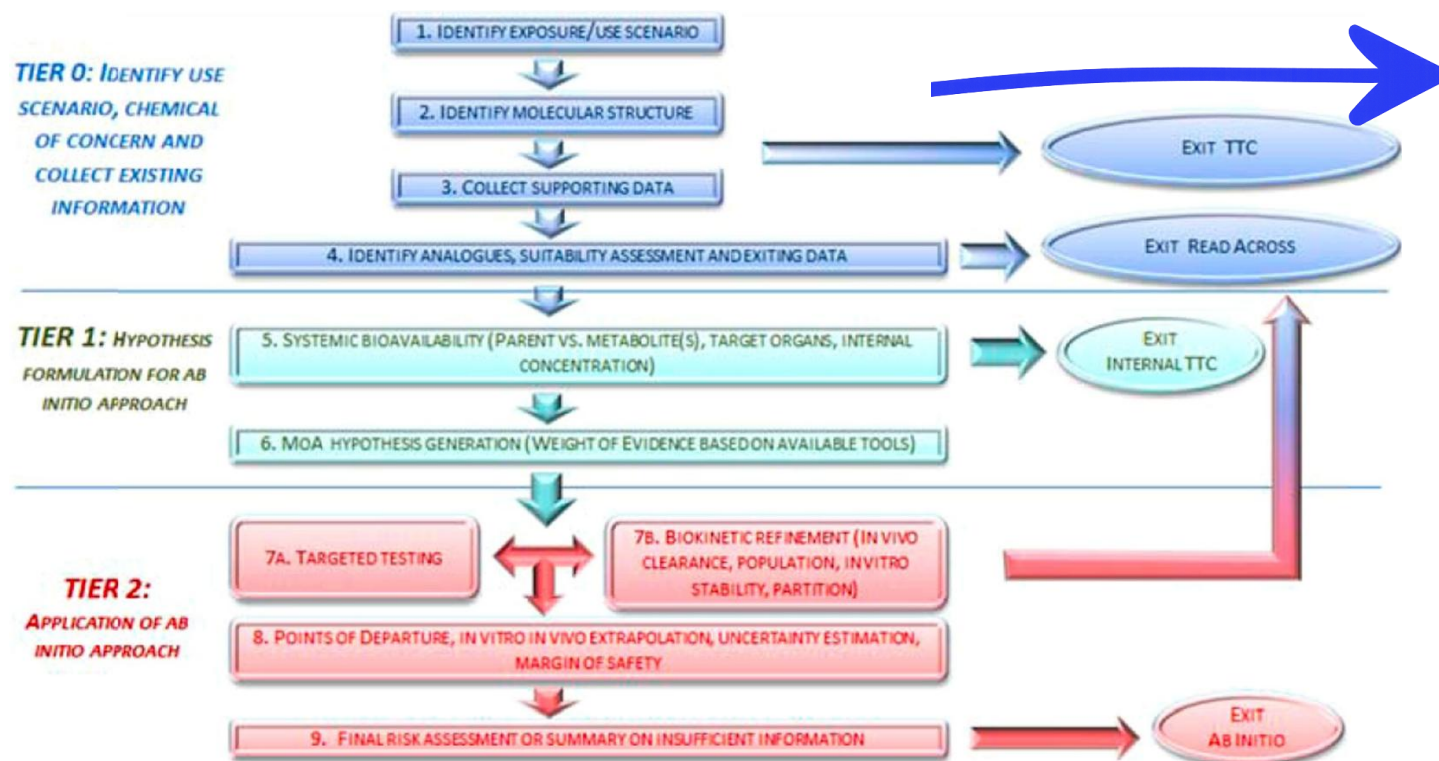 1. IDENTIFY EXPOSURE/USE SCENARIO
TIER 0: IDENTIFY USE
SCENARIO, CHEMICAL
OF CONCERN AND
COLLECT EXISTING
INFORMATION
2. IDENTIFY MOLECULAR STRUCTURE
EXIT TTC
3. COLLECT SUPPORTING DATA
4. IDENTIFY ANALOGUES, SUITABILITY ASSESSMENT AND EXITING DATA
EXIT READ ACROSS
TIER 1: HYPOTHESIS
FORMULATION FOR AB
INITIO APPROACH
5. SYSTEMIC BIOAVAILABILITY (PARENT VS. METABOLITE(S), TARGET ORGANS, INTERNAL
CONCENTRATION)
EXIT
INTERNAL TTC
6. MOA HYPOTHESIS GENERATION (WEIGHT OF EVIDENCE BASED ON AVAILABLE TOOLS)
TIER 2:
APPLICATION OF AB
INITIO APPROACH
7A. TARGETED TESTING
7B. BIOKINETIC REFINEMENT (IN VIVO
CLEARANCE, POPULATION, IN VITRO
STABILITY, PARTITION)
8. POINTS OF DEPARTURE, IN VITRO IN VIVO EXTRAPOLATION, UNCERTAINTY ESTIMATION,
MARGIN OF SAFETY
9. FINAL RISK ASSESSMENT OR SUMMARY ON INSUFFICIENT INFORMATION
EXIT
AB INITIO